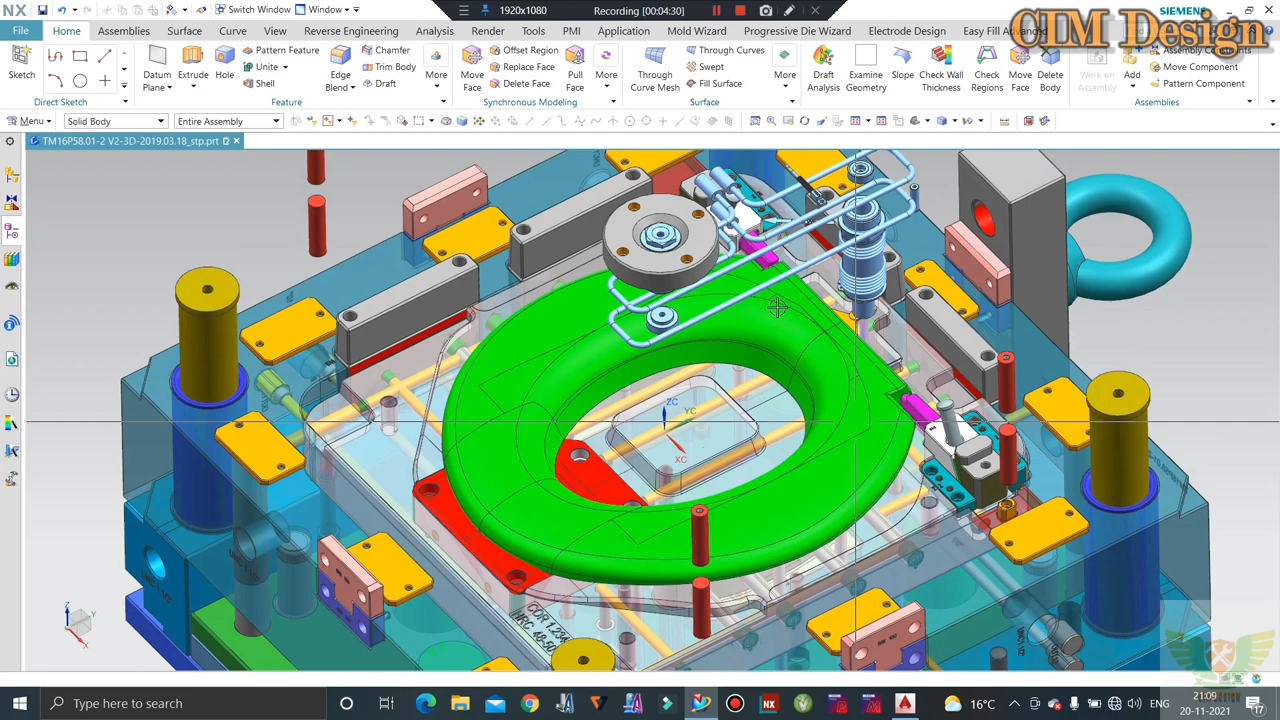 NX
Switch Window
Window
1920x1080
Recording [00:04:30]
SIEMENS
CIM Design
File
Home
Assemblies
Surface
Curve
View
Reverse Engineering
Analysis
Render
Tools
PMI
Application
Mold Wizard
Progressive Die Wizard
Electrode Design
Easy Fill Advanced
Sketch
Direct Sketch
Datum Plane
Extrude
Hole
Pattern Feature
Unite
Shell
Edge Blend
Chamfer
Trim Body
Draft
More
Feature
Move Face
Offset Region
Replace Face
Delete Face
Pull Face
More
Synchronous Modeling
Through Curve Mesh
Through Curves
Swept
Fill Surface
More
Surface
Draft Analysis
Examine Geometry
Slope
Check Wall Thickness
Check Regions
Move Face
Delete Body
Work on Assembly
Add
Assembly Constraints
Move Component
Pattern Component
Assemblies
Menu
Solid Body
Entire Assembly
TM16P58.01-2 V2-3D-2019.03.18_stp.prt
ZC
YC
XC
Z
Y
X
Type here to search
16°C
ENG
21:09
20-11-2021
17